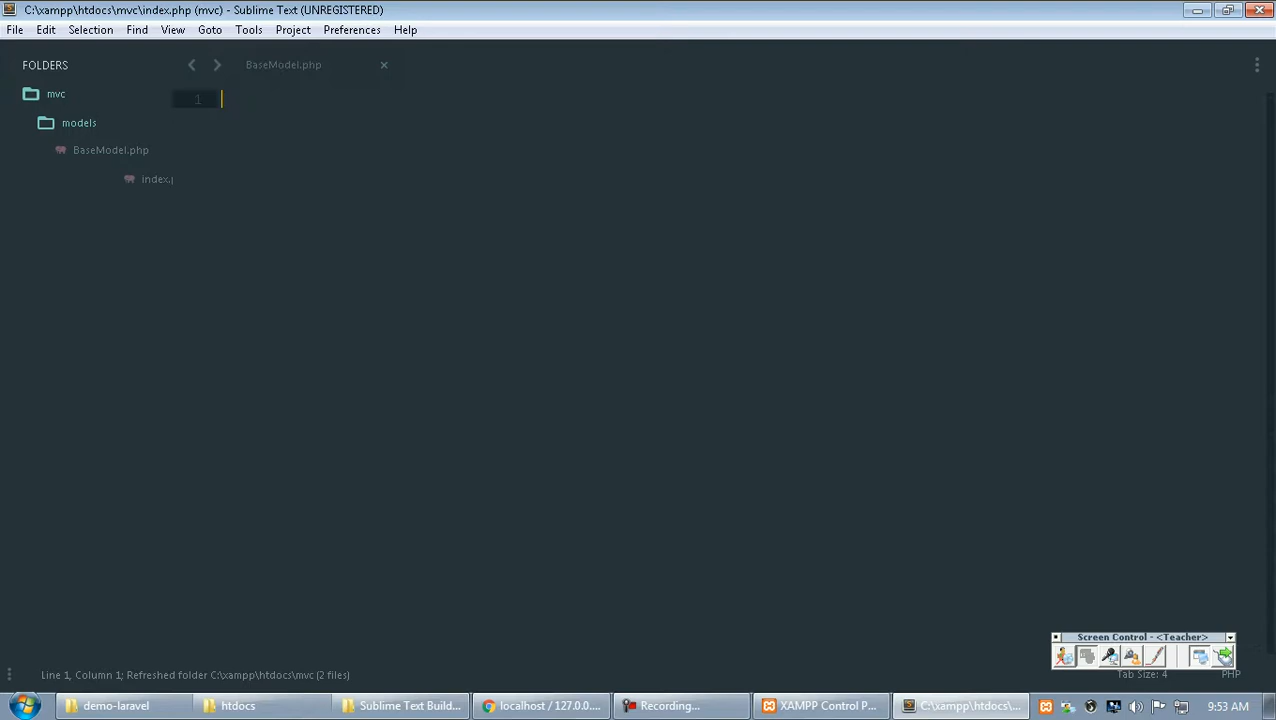 C:\xampp\htdocs\mvc\index.php (mvc) - Sublime Text (UNREGISTERED)
File Edit Selection Find View Goto Tools Project Preferences Help
FOLDERS
BaseModel.php
mvc
1
models
BaseModel.php
index.p
Screen Control - <Teacher>
Line 1, Column 1; Refreshed folder C:\xampp\htdocs\mvc (2 files)
Tab Size: 4
PHP
demo-laravel
htdocs
Sublime Text Build...
localhost / 127.0.0....
Recording...
XAMPP Control P...
C:\xampp\htdocs\...
9:53 AM